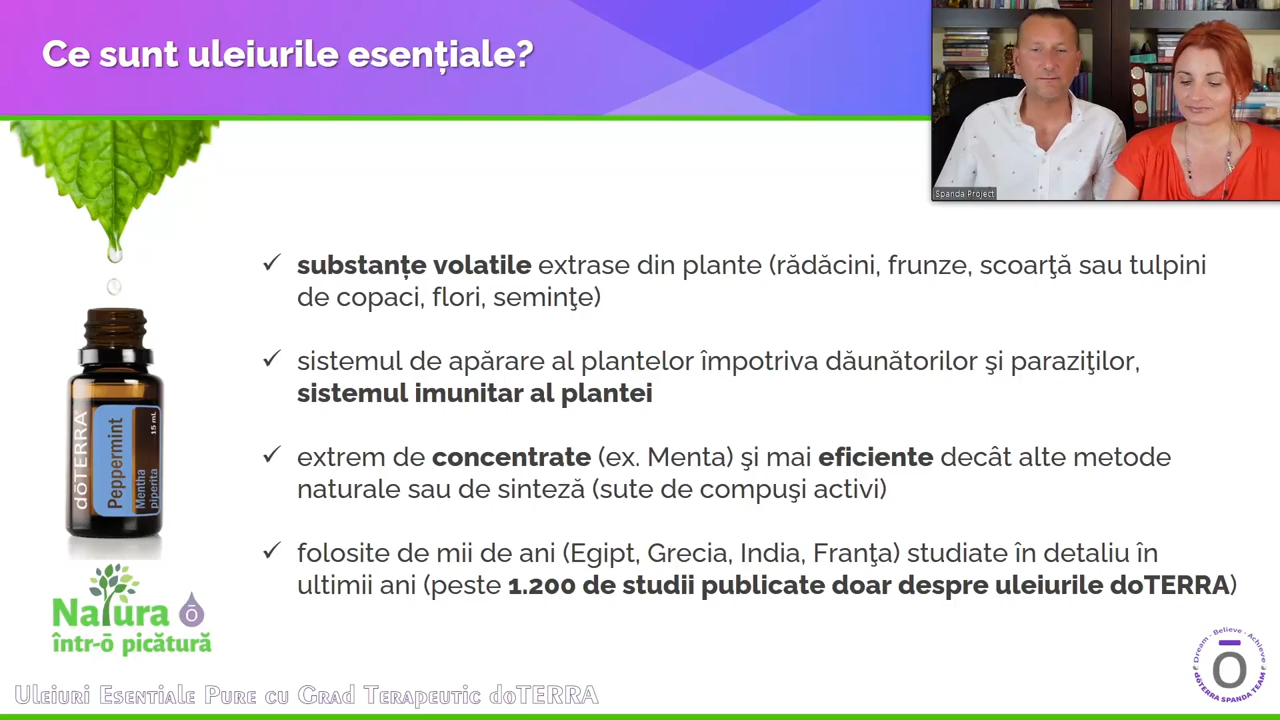 Ce sunt uleiurile esențiale?
Spanda Project
substanțe volatile extrase din plante (rădăcini, frunze, scoarţă sau tulpini
de copaci, flori, seminţe)
sistemul de apărare al plantelor împotriva dăunătorilor şi paraziţilor,
sistemul imunitar al plantei
extrem de concentrate (ex. Menta) şi mai eficiente decât alte metode
naturale sau de sinteză (sute de compuşi activi)
folosite de mii de ani (Egipt, Grecia, India, Franţa) studiate în detaliu în
ultimii ani (peste 1.200 de studii publicate doar despre uleiurile doTERRA)
dōTERRA
Peppermint
Mentha
piperita
15 mL
Natura
ō
într-ō picătură
Dream - Believe - Achieve
Ō
dōTERRA SPANDA TEAM
Uleiuri Esentiale Pure cu Grad Terapeutic doTERRA